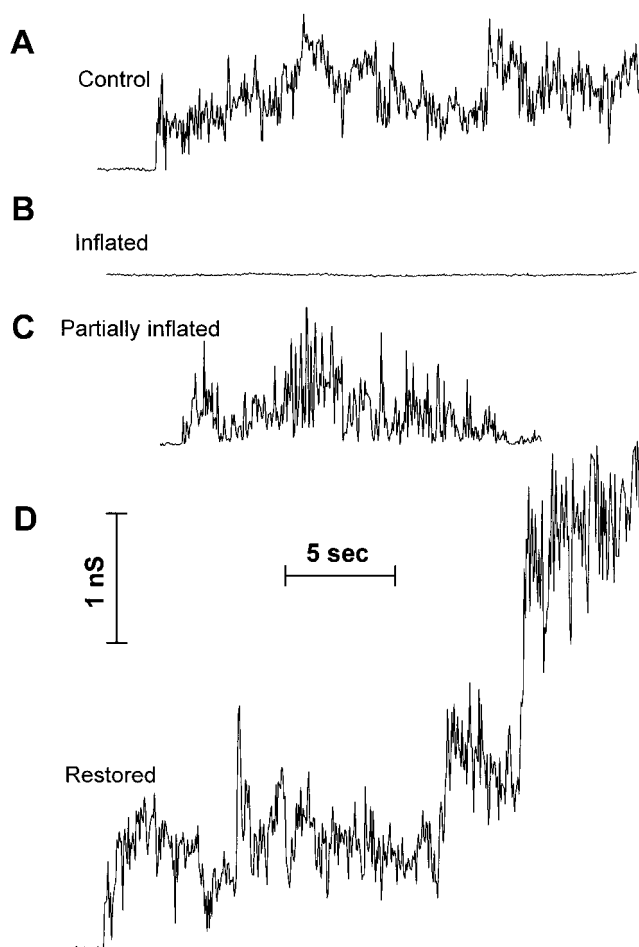 A
Control
B
Inflated
C
Partially inflated
D
1 nS
5 sec
Restored